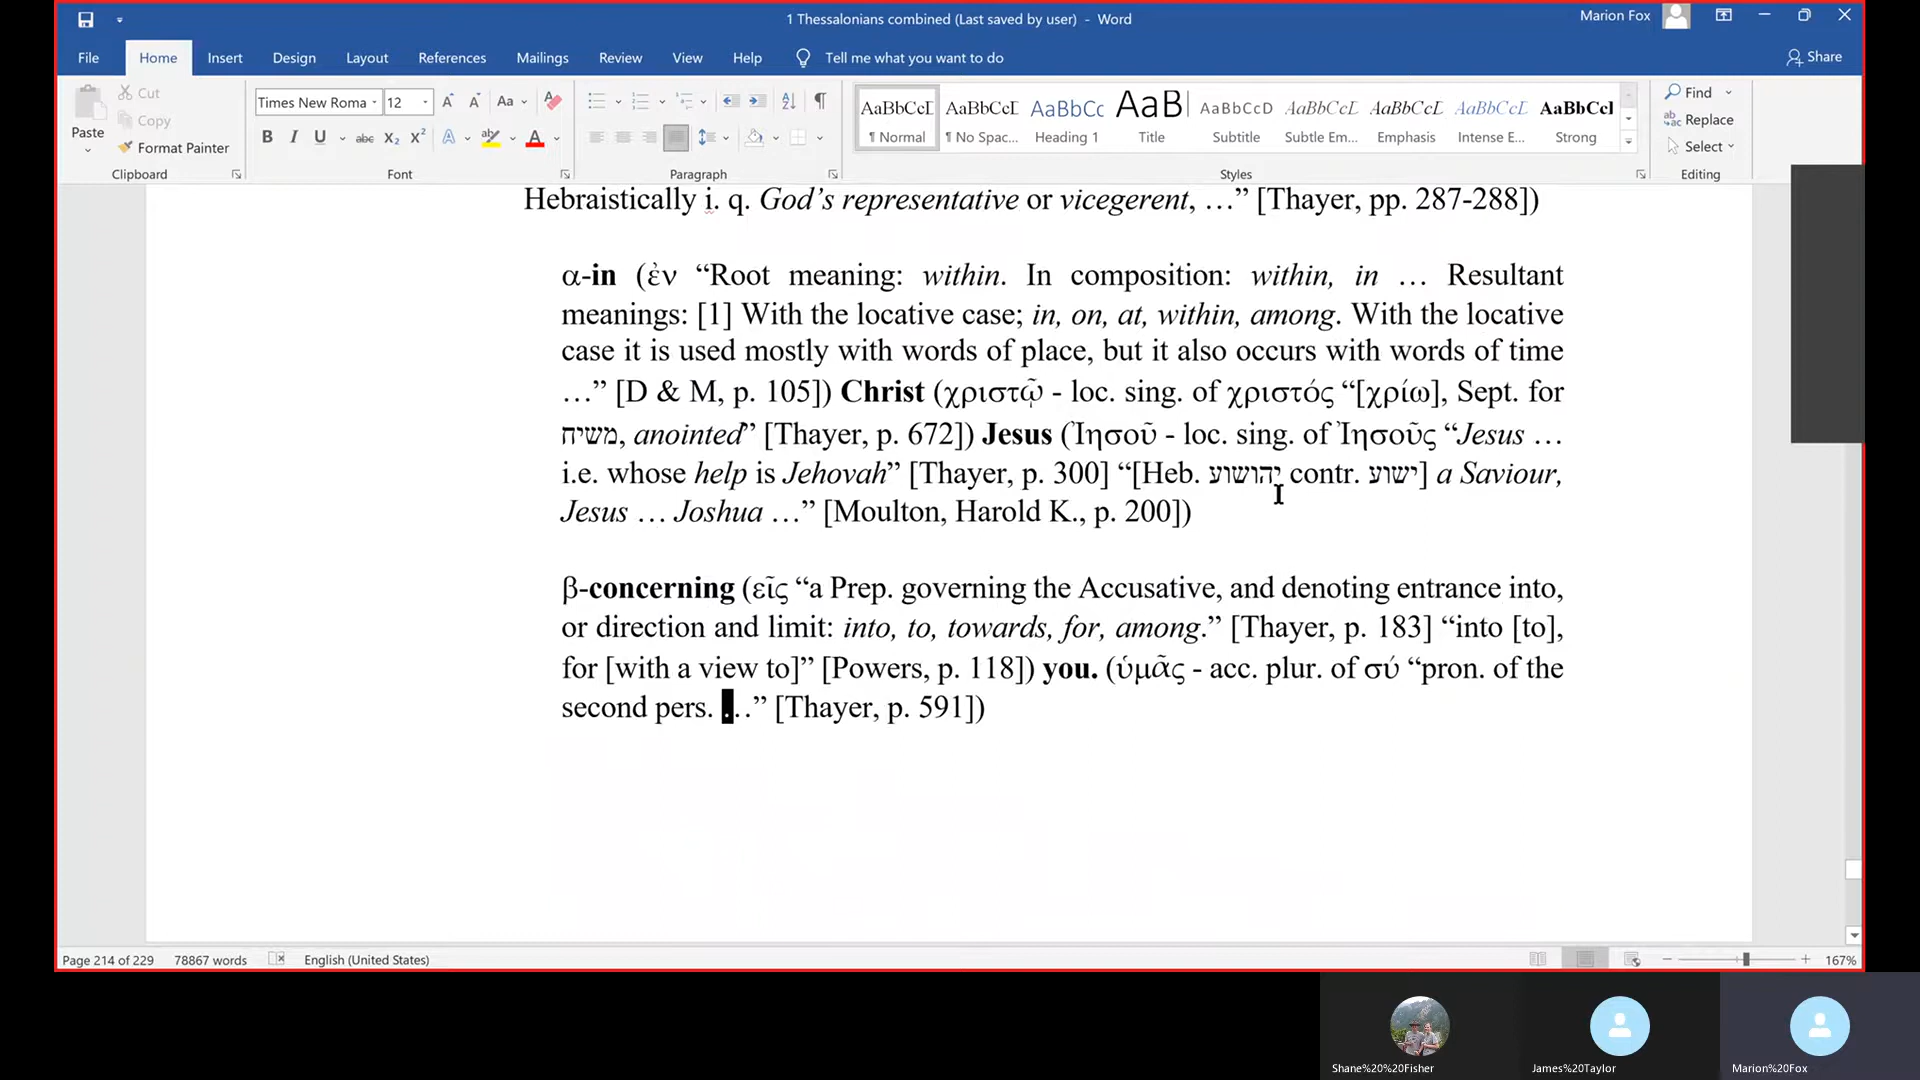 1 Thessalonians combined (Last saved by user) - Word
Marion Fox
File Home Insert Design Layout References Mailings Review View Help Tell me what you want to do Share
Paste
Cut
Copy
Format Painter
Times New Roma 12
AaBbCcD AaBbCcD AaBbCc AaB AaBbCcD AaBbCcD AaBbCcD AaBbCcD AaBbCcl
¶ Normal ¶ No Spac... Heading 1 Title Subtitle Subtle Em... Emphasis Intense E... Strong
Find
Replace
Select
Clipboard Font Paragraph Styles Editing
Hebraistically i. q. God’s representative or vicegerent, …” [Thayer, pp. 287-288])
α-in (ἐν “Root meaning: within. In composition: within, in … Resultant
meanings: [1] With the locative case; in, on, at, within, among. With the locative
case it is used mostly with words of place, but it also occurs with words of time
…” [D & M, p. 105]) Christ (χριστῷ - loc. sing. of χριστός “[χρίω], Sept. for
משיח, anointed” [Thayer, p. 672]) Jesus (Ἰησοῦ - loc. sing. of Ἰησοῦς “Jesus …
i.e. whose help is Jehovah” [Thayer, p. 300] “[Heb. יהושוע contr. ישוע] a Saviour,
Jesus … Joshua …” [Moulton, Harold K., p. 200])
β-concerning (εῖς “a Prep. governing the Accusative, and denoting entrance into,
or direction and limit: into, to, towards, for, among.” [Thayer, p. 183] “into [to],
for [with a view to]” [Powers, p. 118]) you. (ὑμᾶς - acc. plur. of σύ “pron. of the
second pers. …” [Thayer, p. 591])
Page 214 of 229 78867 words English (United States) 167%
Shane%20%20Fisher James%20Taylor Marion%20Fox